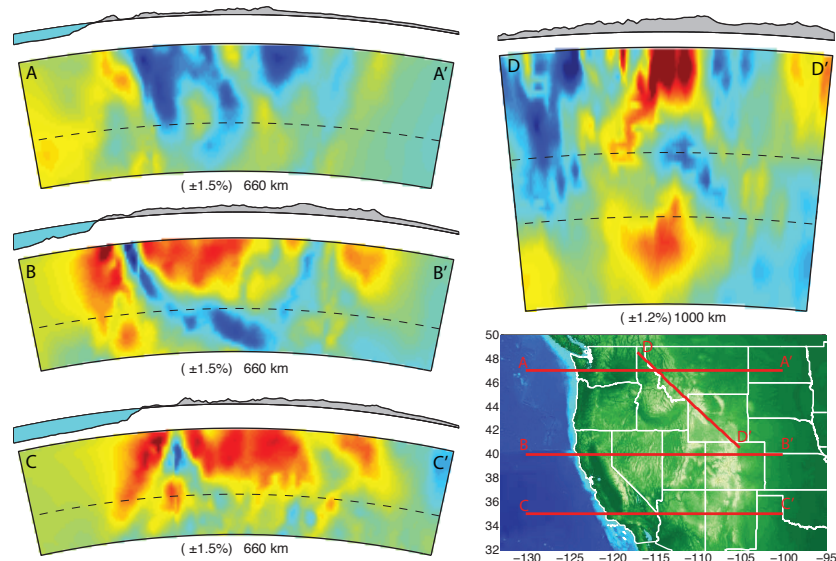 A A'
( ±1.5%) 660 km
B B'
( ±1.5%) 660 km
C C'
( ±1.5%) 660 km
D D'
( ±1.2%) 1000 km
50
48
46
44
42
40
38
36
34
32
−130 −125 −120 −115 −110 −105 −100 −95
D
A A'
D'
B B'
C C'